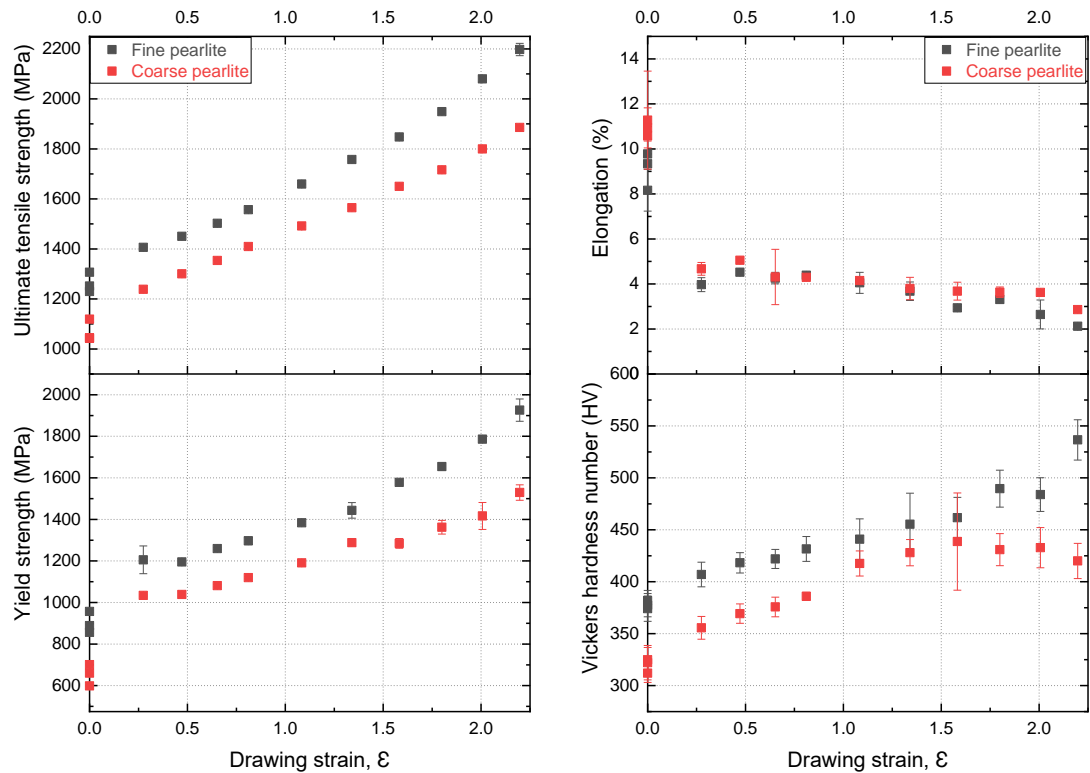 0.0 0.5 1.0 1.5 2.0
Ultimate tensile strength (MPa)
2200
2000
1800
1600
1400
1200
1000
Fine pearlite
Coarse pearlite
Yield strength (MPa)
2000
1800
1600
1400
1200
1000
800
600
0.0 0.5 1.0 1.5 2.0
Drawing strain, Ɛ
0.0 0.5 1.0 1.5 2.0
Elongation (%)
14
12
10
8
6
4
2
0
Fine pearlite
Coarse pearlite
Vickers hardness number (HV)
600
550
500
450
400
350
300
0.0 0.5 1.0 1.5 2.0
Drawing strain, Ɛ